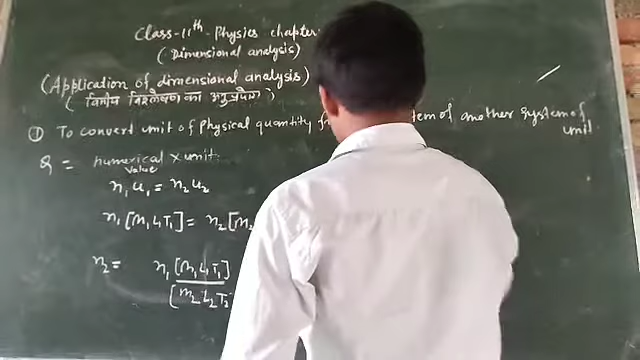 Class-11th - Physics chapter
(Dimensional analysis)
(Application of dimensional analysis)
(विमीय विश्लेषण का अनुप्रयोग)
① To convert unit of Physical quantity of another system of
unit
Q = numerical value × unit
n₁u₁ = n₂u₂
n₁[M₁L₁T₁] = n₂[M₂
n₂ = n₁[M₁L₁T₁]
[M₂L₂T₂